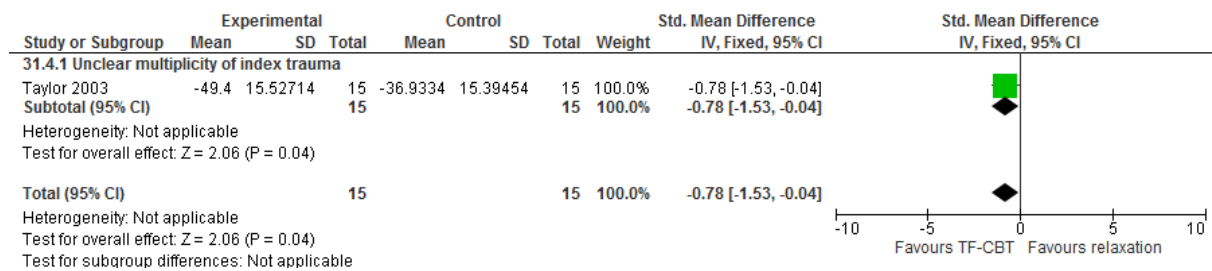 Experimental Control Std. Mean Difference Std. Mean Difference
Study or Subgroup Mean SD Total Mean SD Total Weight IV, Fixed, 95% CI IV, Fixed, 95% CI
31.4.1 Unclear multiplicity of index trauma
Taylor 2003 -49.4 15.52714 15 -36.9334 15.39454 15 100.0% -0.78 [-1.53, -0.04]
Subtotal (95% CI) 15 15 100.0% -0.78 [-1.53, -0.04]
Heterogeneity: Not applicable
Test for overall effect: Z = 2.06 (P = 0.04)
Total (95% CI) 15 15 100.0% -0.78 [-1.53, -0.04]
Heterogeneity: Not applicable
Test for overall effect: Z = 2.06 (P = 0.04)
Test for subgroup differences: Not applicable
-10 -5 0 5 10
Favours TF-CBT Favours relaxation